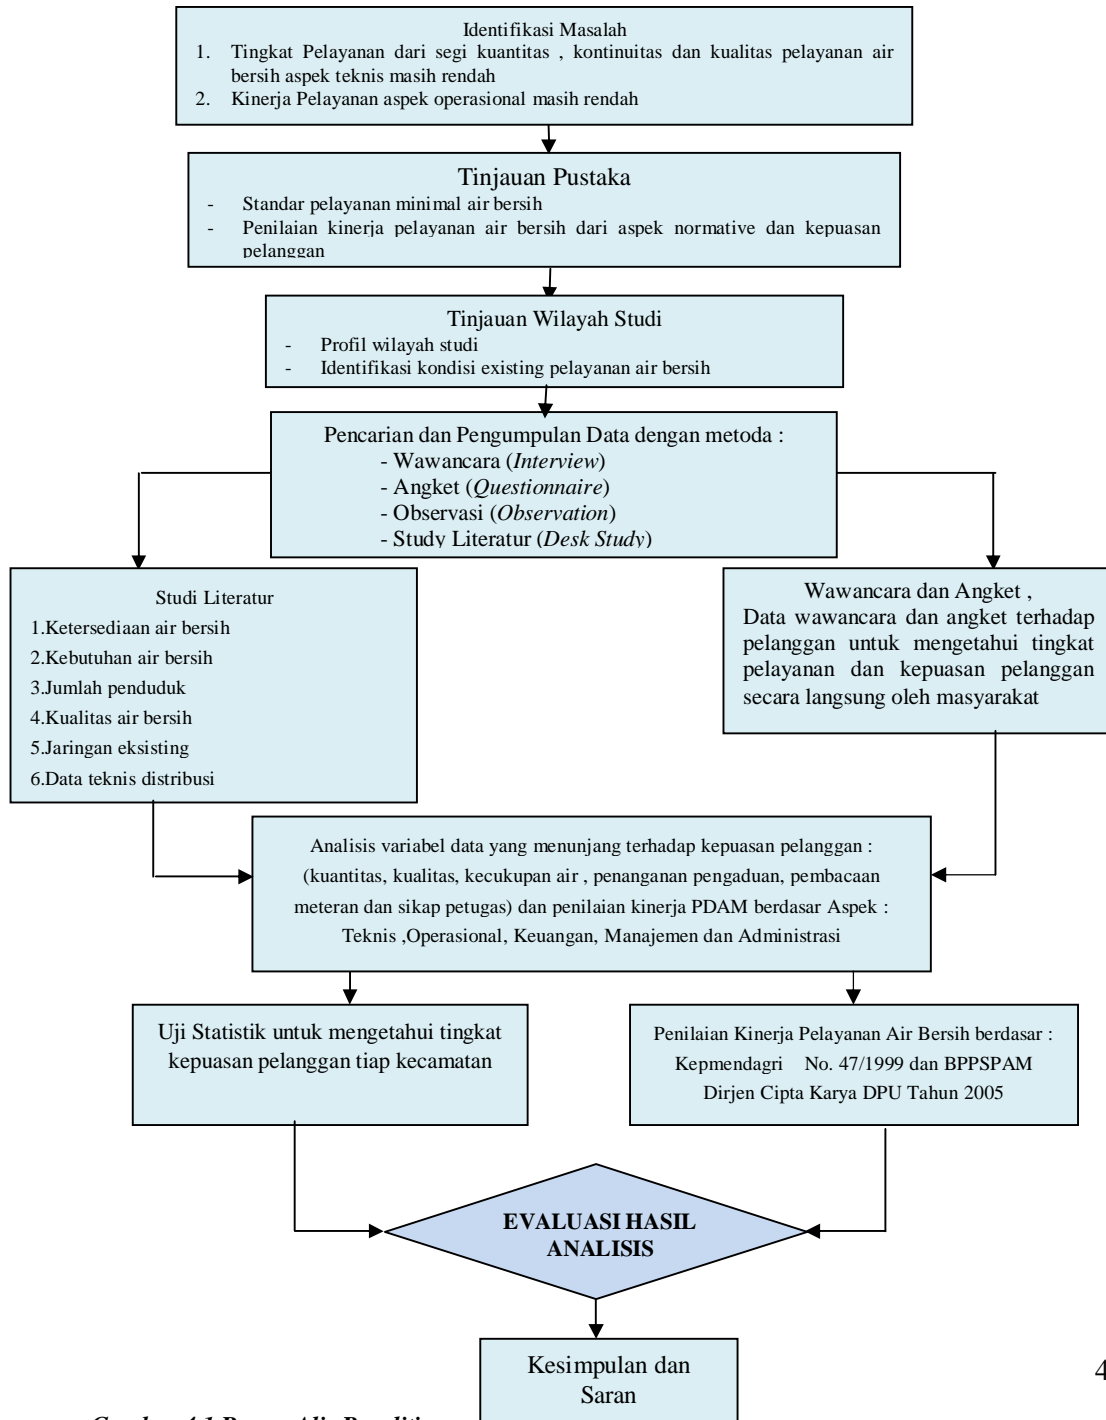 Identifikasi Masalah
1. Tingkat Pelayanan dari segi kuantitas , kontinuitas dan kualitas pelayanan air
bersih aspek teknis masih rendah
2. Kinerja Pelayanan aspek operasional masih rendah
Tinjauan Pustaka
- Standar pelayanan minimal air bersih
- Penilaian kinerja pelayanan air bersih dari aspek normative dan kepuasan
pelanggan
Tinjauan Wilayah Studi
- Profil wilayah studi
- Identifikasi kondisi existing pelayanan air bersih
Pencarian dan Pengumpulan Data dengan metoda :
- Wawancara (Interview)
- Angket (Questionnaire)
- Observasi (Observation)
- Study Literatur (Desk Study)
Studi Literatur
1.Ketersediaan air bersih
2.Kebutuhan air bersih
3.Jumlah penduduk
4.Kualitas air bersih
5.Jaringan eksisting
6.Data teknis distribusi
Wawancara dan Angket ,
Data wawancara dan angket terhadap
pelanggan untuk mengetahui tingkat
pelayanan dan kepuasan pelanggan
secara langsung oleh masyarakat
Analisis variabel data yang menunjang terhadap kepuasan pelanggan :
(kuantitas, kualitas, kecukupan air , penanganan pengaduan, pembacaan
meteran dan sikap petugas) dan penilaian kinerja PDAM berdasar Aspek :
Teknis ,Operasional, Keuangan, Manajemen dan Administrasi
Uji Statistik untuk mengetahui tingkat
kepuasan pelanggan tiap kecamatan
Penilaian Kinerja Pelayanan Air Bersih berdasar :
Kepmendagri No. 47/1999 dan BPPSPAM
Dirjen Cipta Karya DPU Tahun 2005
EVALUASI HASIL
ANALISIS
Kesimpulan dan
Saran
4